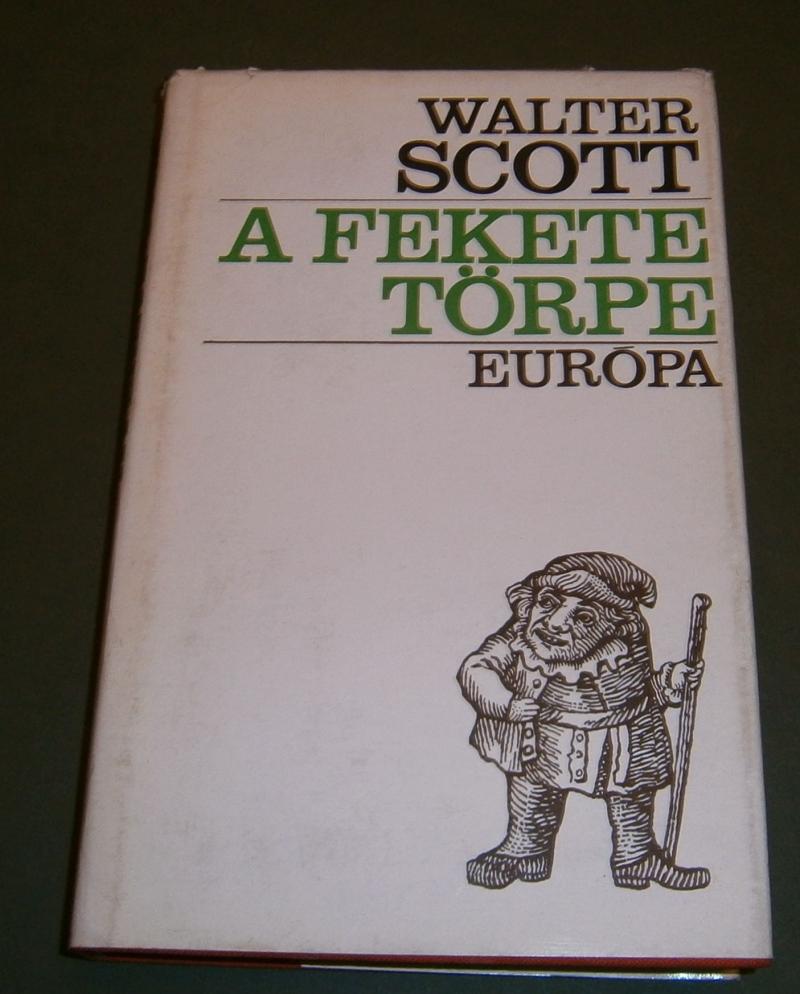 WALTER
SCOTT
A FEKETE
TÖRPE
EURÓPA